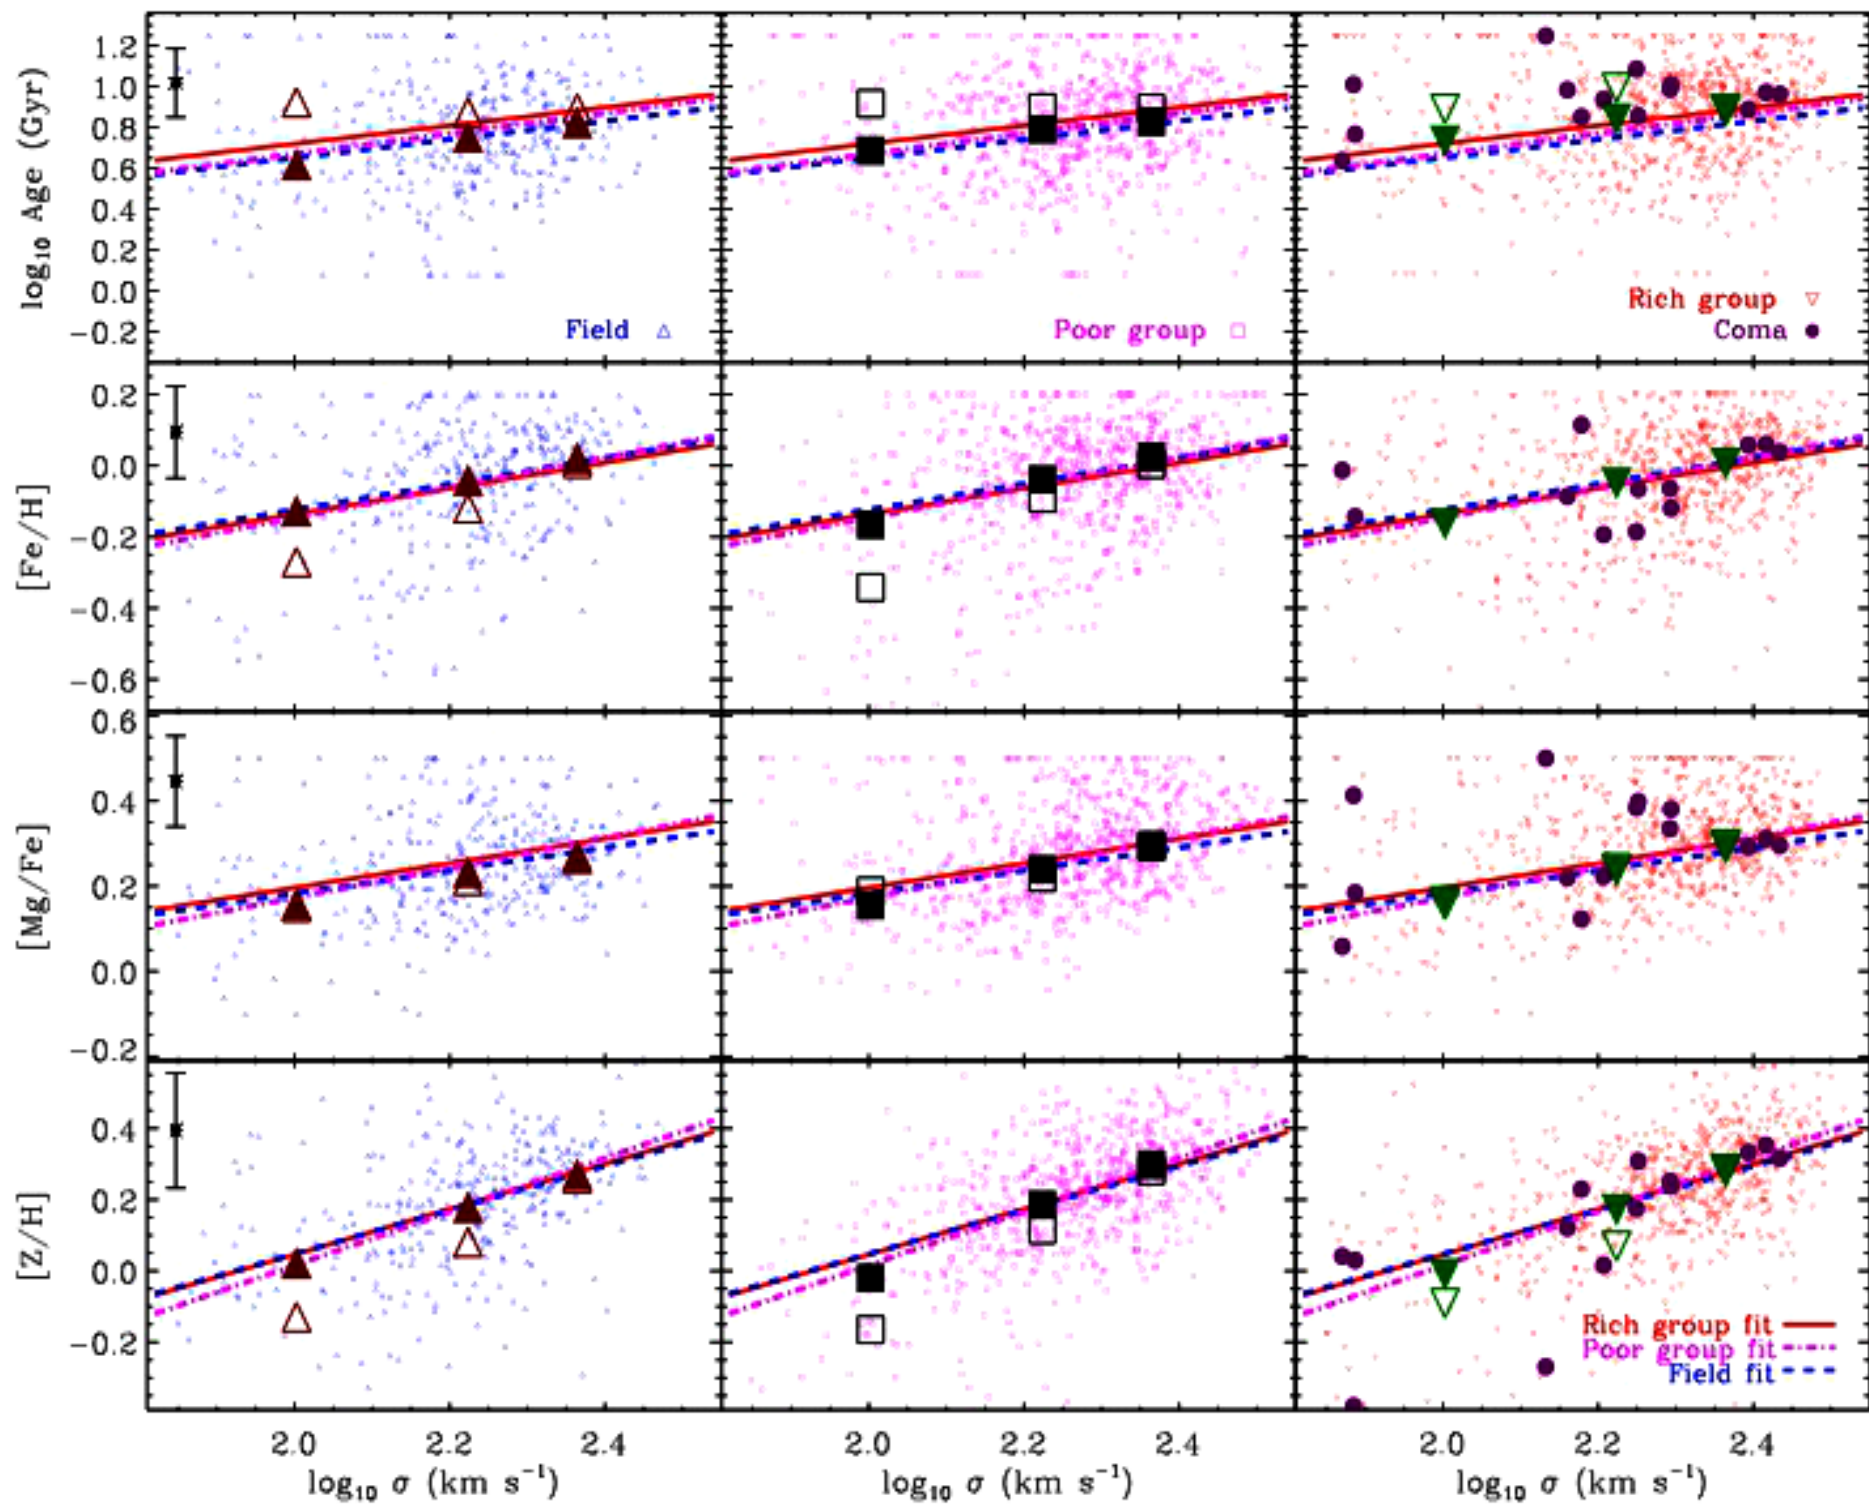 log₁₀ Age (Gyr)
1.2
1.0
0.8
0.6
0.4
0.2
0.0
−0.2
Field
Poor group
Rich group
Coma
[Fe/H]
0.2
0.0
−0.2
−0.4
−0.6
[Mg/Fe]
0.6
0.4
0.2
0.0
−0.2
[Z/H]
0.4
0.2
0.0
−0.2
Rich group fit
Poor group fit
Field fit
2.0 2.2 2.4 2.0 2.2 2.4 2.0 2.2 2.4
log₁₀ σ (km s⁻¹) log₁₀ σ (km s⁻¹) log₁₀ σ (km s⁻¹)